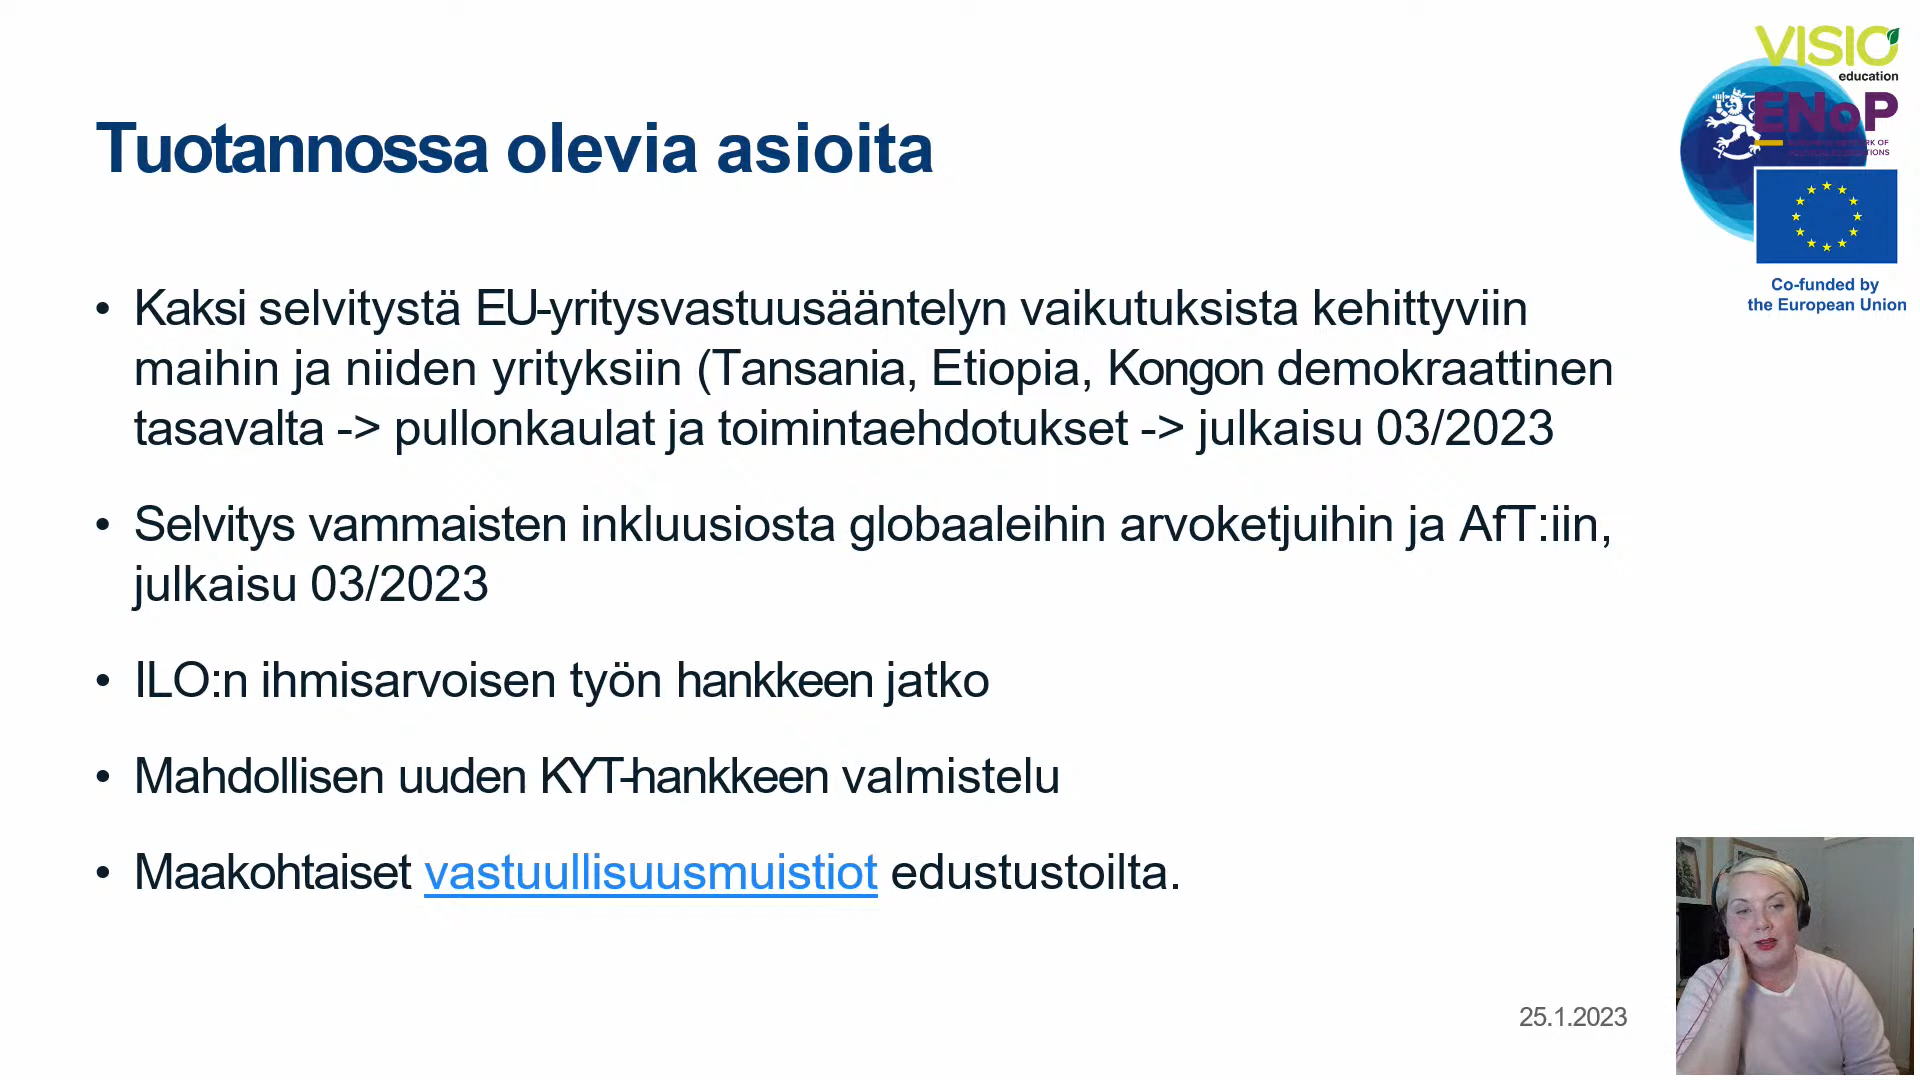 VISIO
education
ENoP
Tuotannossa olevia asioita
Co-funded by
the European Union
• Kaksi selvitystä EU-yritysvastuusääntelyn vaikutuksista kehittyviin
maihin ja niiden yrityksiin (Tansania, Etiopia, Kongon demokraattinen
tasavalta -> pullonkaulat ja toimintaehdotukset -> julkaisu 03/2023
• Selvitys vammaisten inkluusiosta globaaleihin arvoketjuihin ja AfT:iin,
julkaisu 03/2023
• ILO:n ihmisarvoisen työn hankkeen jatko
• Mahdollisen uuden KYT-hankkeen valmistelu
• Maakohtaiset vastuullisuusmuistiot edustustoilta.
25.1.2023